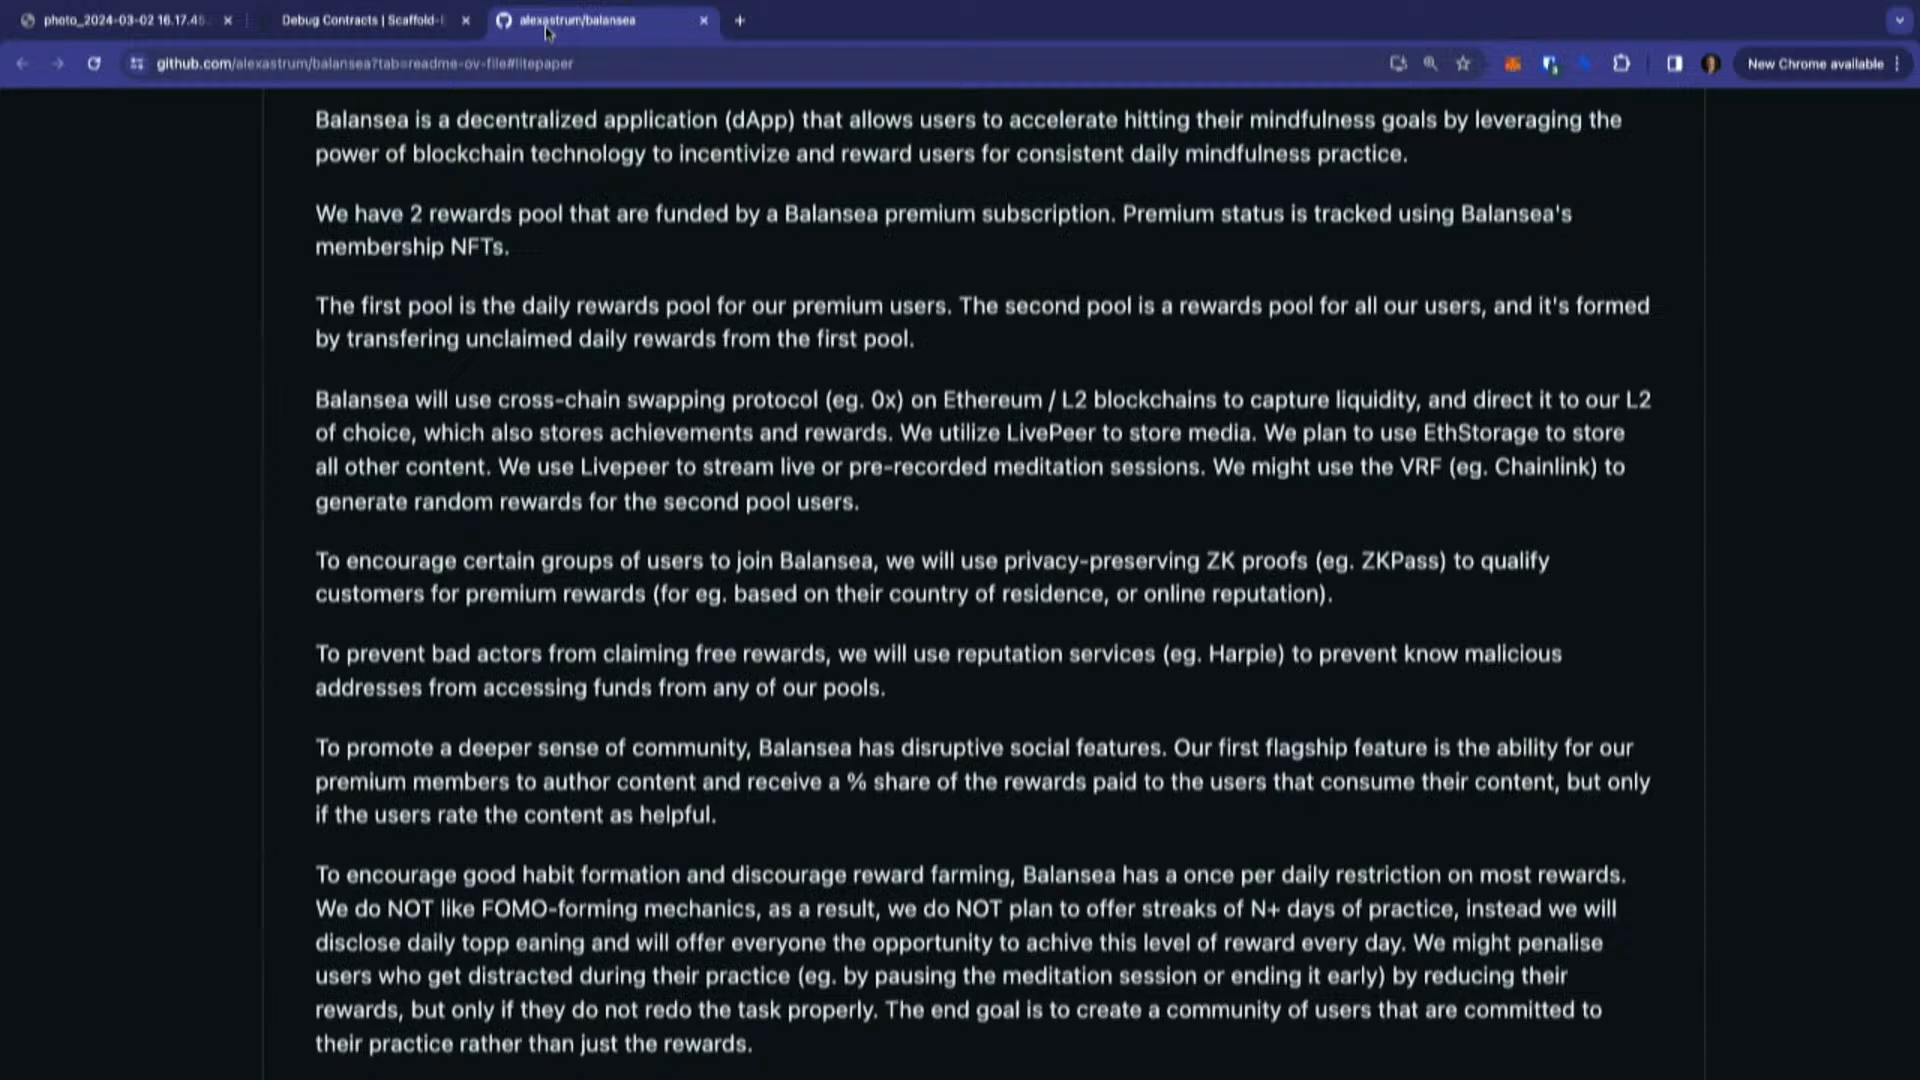 photo_2024-03-02 16.17.45
Debug Contracts | Scaffold-
alexastrum/balansea
github.com/alexastrum/balansea?tab=readme-ov-file#litepaper
New Chrome available
Balansea is a decentralized application (dApp) that allows users to accelerate hitting their mindfulness goals by leveraging the
power of blockchain technology to incentivize and reward users for consistent daily mindfulness practice.
We have 2 rewards pool that are funded by a Balansea premium subscription. Premium status is tracked using Balansea's
membership NFTs.
The first pool is the daily rewards pool for our premium users. The second pool is a rewards pool for all our users, and it's formed
by transfering unclaimed daily rewards from the first pool.
Balansea will use cross-chain swapping protocol (eg. 0x) on Ethereum / L2 blockchains to capture liquidity, and direct it to our L2
of choice, which also stores achievements and rewards. We utilize LivePeer to store media. We plan to use EthStorage to store
all other content. We use Livepeer to stream live or pre-recorded meditation sessions. We might use the VRF (eg. Chainlink) to
generate random rewards for the second pool users.
To encourage certain groups of users to join Balansea, we will use privacy-preserving ZK proofs (eg. ZKPass) to qualify
customers for premium rewards (for eg. based on their country of residence, or online reputation).
To prevent bad actors from claiming free rewards, we will use reputation services (eg. Harpie) to prevent know malicious
addresses from accessing funds from any of our pools.
To promote a deeper sense of community, Balansea has disruptive social features. Our first flagship feature is the ability for our
premium members to author content and receive a % share of the rewards paid to the users that consume their content, but only
if the users rate the content as helpful.
To encourage good habit formation and discourage reward farming, Balansea has a once per daily restriction on most rewards.
We do NOT like FOMO-forming mechanics, as a result, we do NOT plan to offer streaks of N+ days of practice, instead we will
disclose daily topp eaning and will offer everyone the opportunity to achive this level of reward every day. We might penalise
users who get distracted during their practice (eg. by pausing the meditation session or ending it early) by reducing their
rewards, but only if they do not redo the task properly. The end goal is to create a community of users that are committed to
their practice rather than just the rewards.